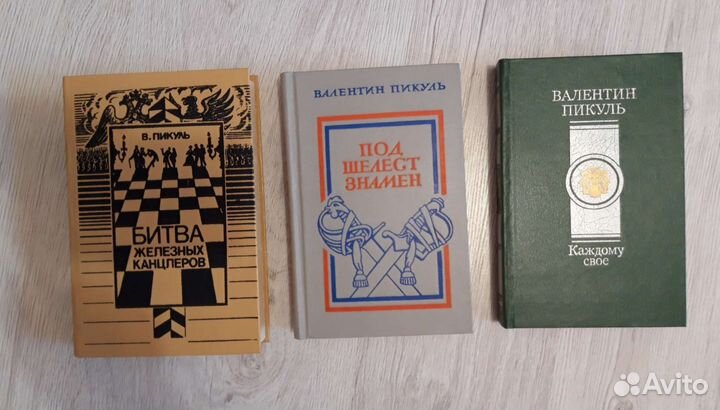 В. ПИКУЛЬ
БИТВА
ЖЕЛЕЗНЫХ
КАНЦЛЕРОВ
ВАЛЕНТИН ПИКУЛЬ
ПОД
ШЕЛЕСТ
ЗНАМЕН
ВАЛЕНТИН
ПИКУЛЬ
Каждому
свое
Avito